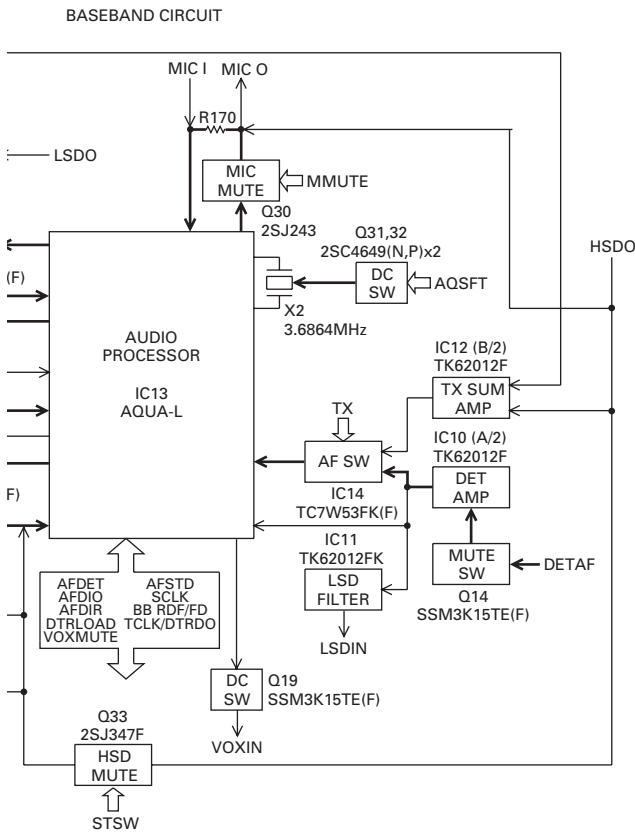 BASEBAND CIRCUIT
MIC I
MIC O
R170
LSDO
MIC
MUTE
MMUTE
Q30
2SJ243
Q31,32
2SC4649(N,P)x2
HSDO
DC
SW
AQSFT
(F)
X2
3.6864MHz
AUDIO
PROCESSOR
IC13
AQUA-L
IC12 (B/2)
TK62012F
TX SUM
AMP
TX
IC10 (A/2)
TK62012F
AF SW
DET
AMP
F)
IC14
TC7W53FK(F)
IC11
TK62012FK
LSD
FILTER
MUTE
SW
DETAF
Q14
SSM3K15TE(F)
LSDIN
AFDET
AFDIO
AFDIR
DTRLOAD
VOXMUTE
AFSTD
SCLK
BB RDF/FD
TCLK/DTRDO
DC
SW
Q19
SSM3K15TE(F)
VOXIN
Q33
2SJ347F
HSD
MUTE
STSW